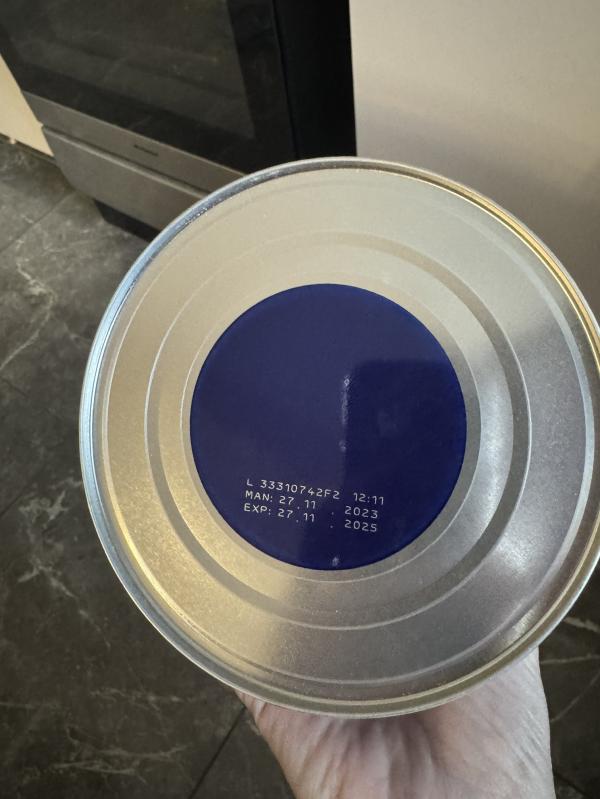 L 33310742F2 12:11
MAN: 27.11 . 2023
EXP: 27.11 . 2025